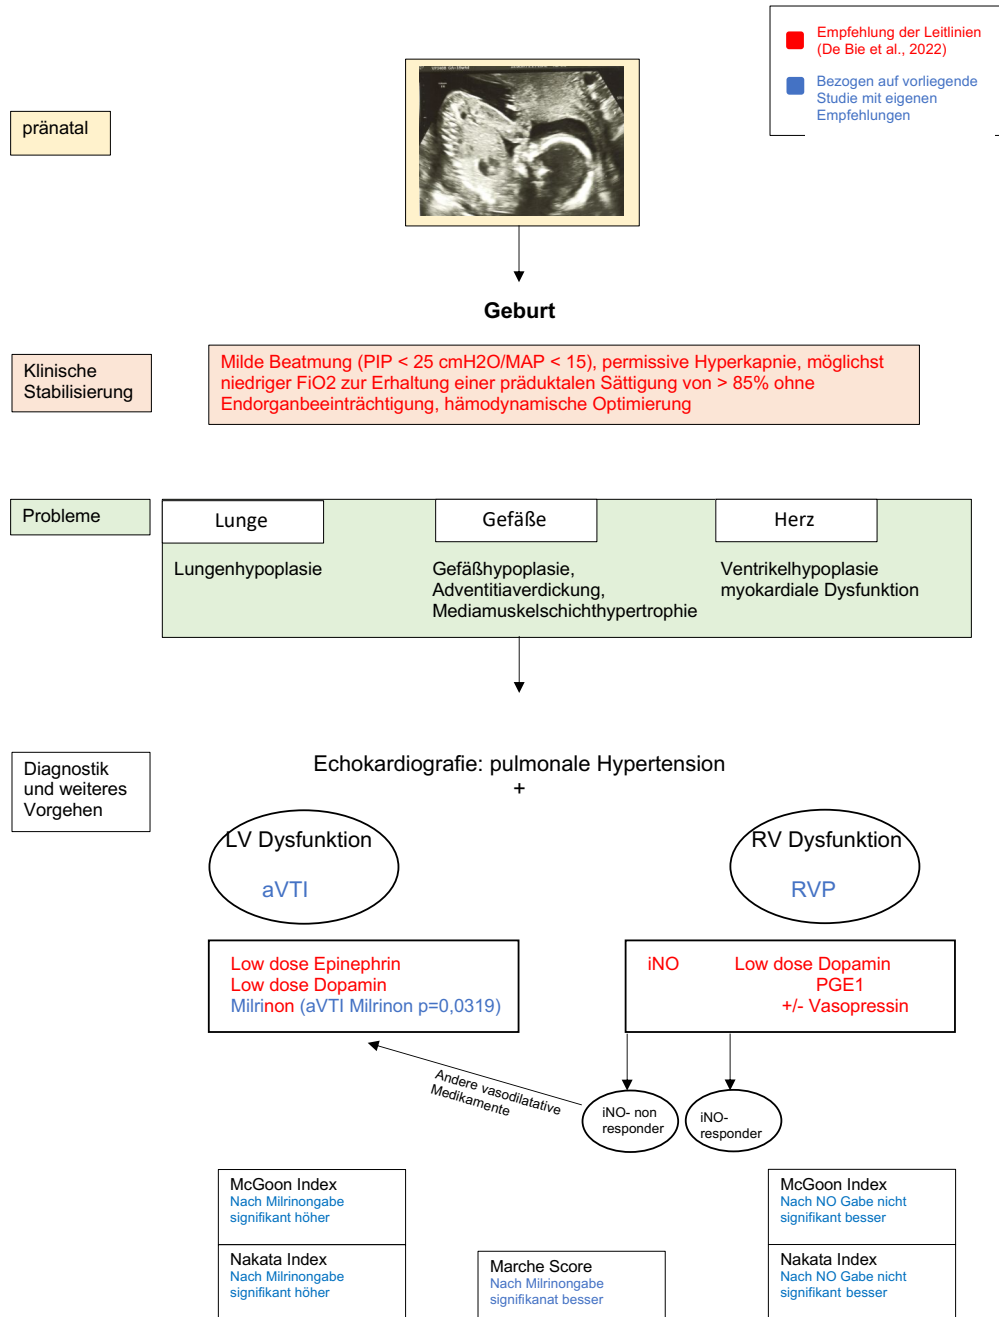 Empfehlung der Leitlinien
(De Bie et al., 2022)
Bezogen auf vorliegende
Studie mit eigenen
Empfehlungen
pränatal
Geburt
Klinische
Stabilisierung
Milde Beatmung (PIP < 25 cmH2O/MAP < 15), permissive Hyperkapnie, möglichst
niedriger FiO2 zur Erhaltung einer präduktalen Sättigung von > 85% ohne
Endorganbeeinträchtigung, hämodynamische Optimierung
Probleme
Lunge
Gefäße
Herz
Lungenhypoplasie
Gefäßhypoplasie,
Adventitiaverdickung,
Mediamuskelschichthypertrophie
Ventrikelhypoplasie
myokardiale Dysfunktion
Diagnostik
und weiteres
Vorgehen
Echokardiografie: pulmonale Hypertension
+
LV Dysfunktion
aVTI
RV Dysfunktion
RVP
Low dose Epinephrin
Low dose Dopamin
Milrinon (aVTI Milrinon p=0,0319)
iNO Low dose Dopamin
PGE1
+/- Vasopressin
Andere vasodilatative
Medikamente
iNO- non
responder
iNO-
responder
McGoon Index
Nach Milrinongabe
signifikant höher
Nakata Index
Nach Milrinongabe
signifikant höher
Marche Score
Nach Milrinongabe
signifikanat besser
McGoon Index
Nach NO Gabe nicht
signifikant besser
Nakata Index
Nach NO Gabe nicht
signifikant besser